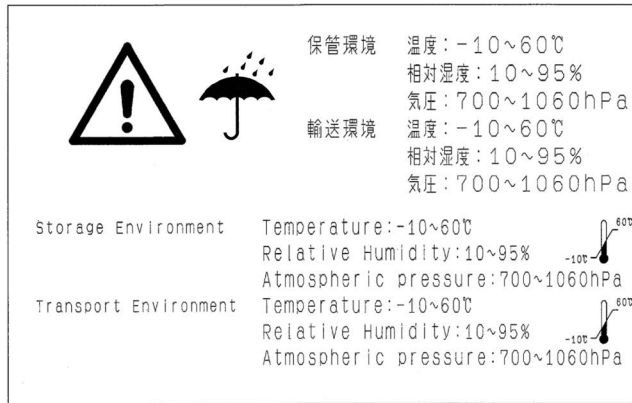 保管環境 温度：-10~60℃
相対湿度：10~95%
気圧：700~1060hPa
輸送環境 温度：-10~60℃
相対湿度：10~95%
気圧：700~1060hPa
Storage Environment Temperature:-10~60℃
60℃
Relative Humidity:10~95% -10℃
Atmospheric pressure:700~1060hPa
Transport Environment Temperature:-10~60℃
60℃
Relative Humidity:10~95% -10℃
Atmospheric pressure:700~1060hPa